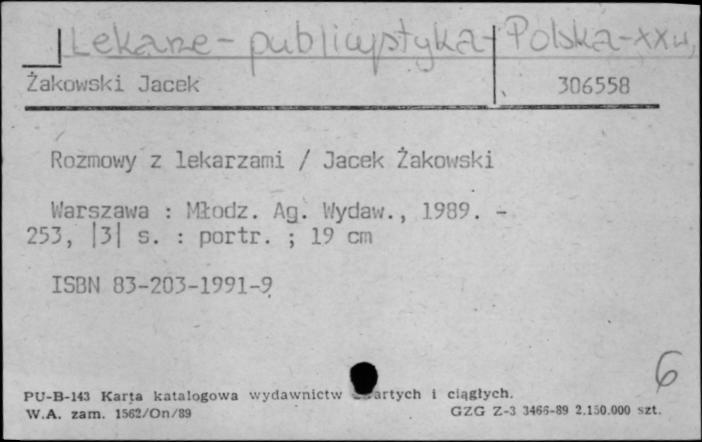 Lekarze - publicystyka - Polska - XX w,
Żakowski Jacek 306558
Rozmowy z lekarzami / Jacek Żakowski
Warszawa : Młodz. Ag. Wydaw., 1989. -
253, |3| s. : portr. ; 19 cm
ISBN 83-203-1991-9
6
PU-B-143 Karta katalogowa wydawnictw artych i ciągłych.
W.A. zam. 1562/On/89 GZG Z-3 3466-89 2.150.000 szt.